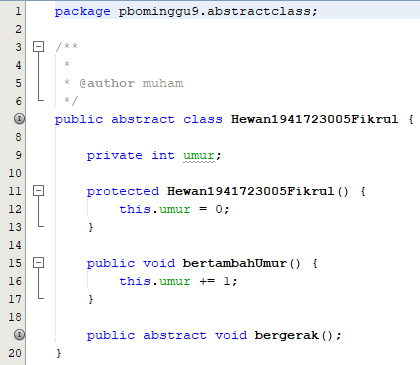 1 package pbominggu9.abstractclass;
2
3 /**
4  *
5  * @author muham
6  */
public abstract class Hewan1941723005Fikrul {
8
9     private int umur;
10
11     protected Hewan1941723005Fikrul() {
12         this.umur = 0;
13     }
14
15     public void bertambahUmur() {
16         this.umur += 1;
17     }
18
    public abstract void bergerak();
20 }